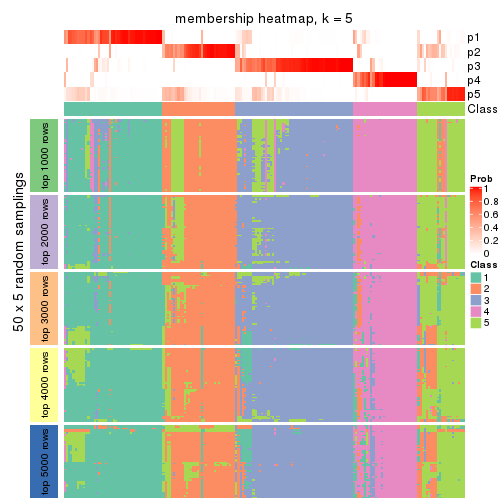 membership heatmap, k = 5
p1
p2
p3
p4
p5
Class
50 x 5 random samplings
top 1000 rows
top 2000 rows
top 3000 rows
top 4000 rows
top 5000 rows
Prob
1
0.8
0.6
0.4
0.2
0
Class
1
2
3
4
5